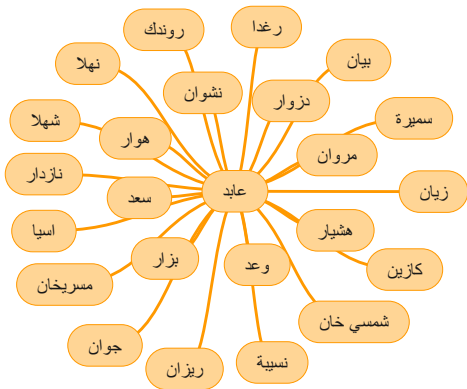 رغدا
روندك
بيان
نهلا
نشوان
دزوار
سميرة
شهلا
هوار
مروان
نازدار
عابد
زيان
سعد
اسيا
هشيار
بزار
وعد
كازين
مسريخان
شمسي خان
جوان
نسيبة
ريزان